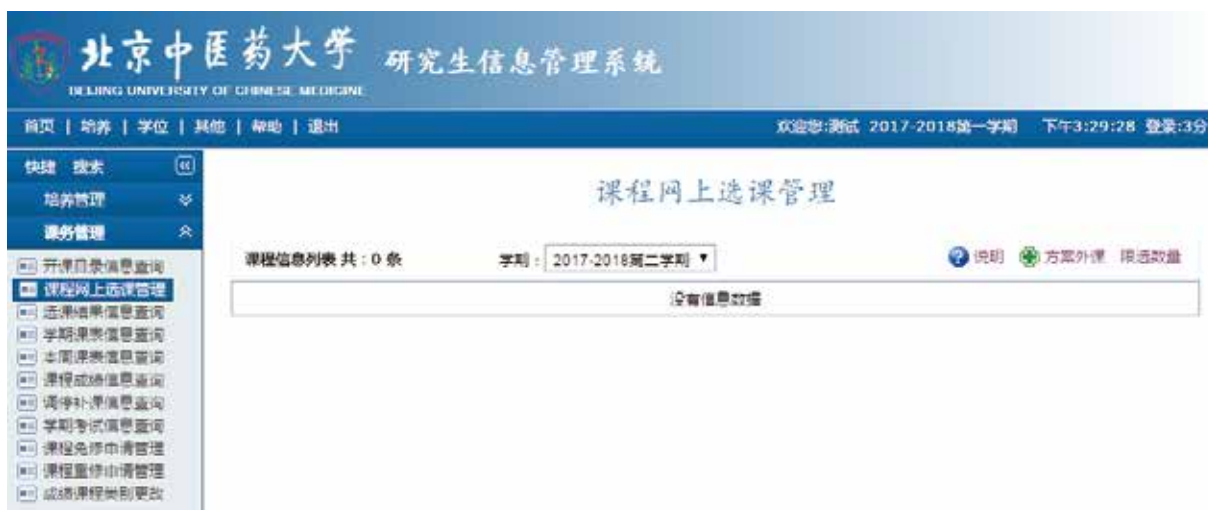 北京中医药大学 研究生信息管理系统
BEIJING UNIVERSITY OF CHINESE MEDICINE
首页 | 培养 | 学位 | 其他 | 帮助 | 退出
欢迎您:测试 2017-2018第一学期 下午3:29:28 登录:3分
快捷 搜索
培养管理
课务管理
开课目录信息查询
课程网上选课管理
选课结果信息查询
学期课表信息查询
本周课表信息查询
课程成绩信息查询
调停补课信息查询
学期考试信息查询
课程免修申请管理
课程重修申请管理
成绩课程类别更改
课程网上选课管理
课程信息列表 共：0 条 学期： 2017-2018第二学期 说明 方案外课 限选数量
没有信息数据